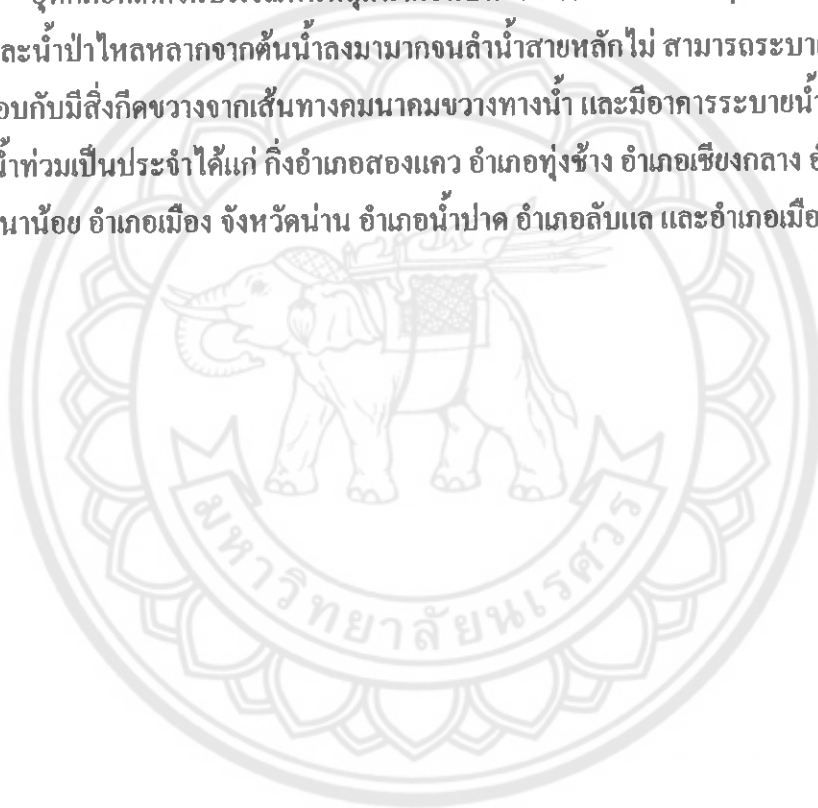 ละน้ำป่าไหลหลากจากต้นน้ำลงมามากจนลำน้ำสายหลักไม่ สามารถระบาย
อบกับมีสิ่งกีดขวางจากเส้นทางคมนาคมขวางทางน้ำ และมีอาคารระบายน้ำ
น้ำท่วมเป็นประจำได้แก่ กิ่งอำเภอสองแคว อำเภอทุ่งช้าง อำเภอเชียงกลาง
นาน้อย อำเภอเมือง จังหวัดน่าน อำเภอน้ำปาด อำเภอลับแล และอำเภอเมือ
มหาวิทยาลัยนเรศวร